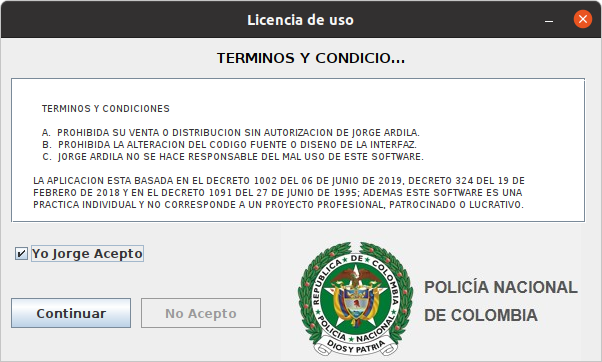 Licencia de uso
TERMINOS Y CONDICIO...
TERMINOS Y CONDICIONES
A. PROHIBIDA SU VENTA O DISTRIBUCION SIN AUTORIZACION DE JORGE ARDILA.
B. PROHIBIDA LA ALTERACION DEL CODIGO FUENTE O DISENO DE LA INTERFAZ.
C. JORGE ARDILA NO SE HACE RESPONSABLE DEL MAL USO DE ESTE SOFTWARE.
LA APLICACION ESTA BASADA EN EL DECRETO 1002 DEL 06 DE JUNIO DE 2019, DECRETO 324 DEL 19 DE
FEBRERO DE 2018 Y EN EL DECRETO 1091 DEL 27 DE JUNIO DE 1995; ADEMAS ESTE SOFTWARE ES UNA
PRACTICA INDIVIDUAL Y NO CORRESPONDE A UN PROYECTO PROFESIONAL, PATROCINADO O LUCRATIVO.
Yo Jorge Acepto
Continuar
No Acepto
REPUBLICA DE COLOMBIA
POLICIA NACIONAL
DIOS Y PATRIA
POLICÍA NACIONAL
DE COLOMBIA